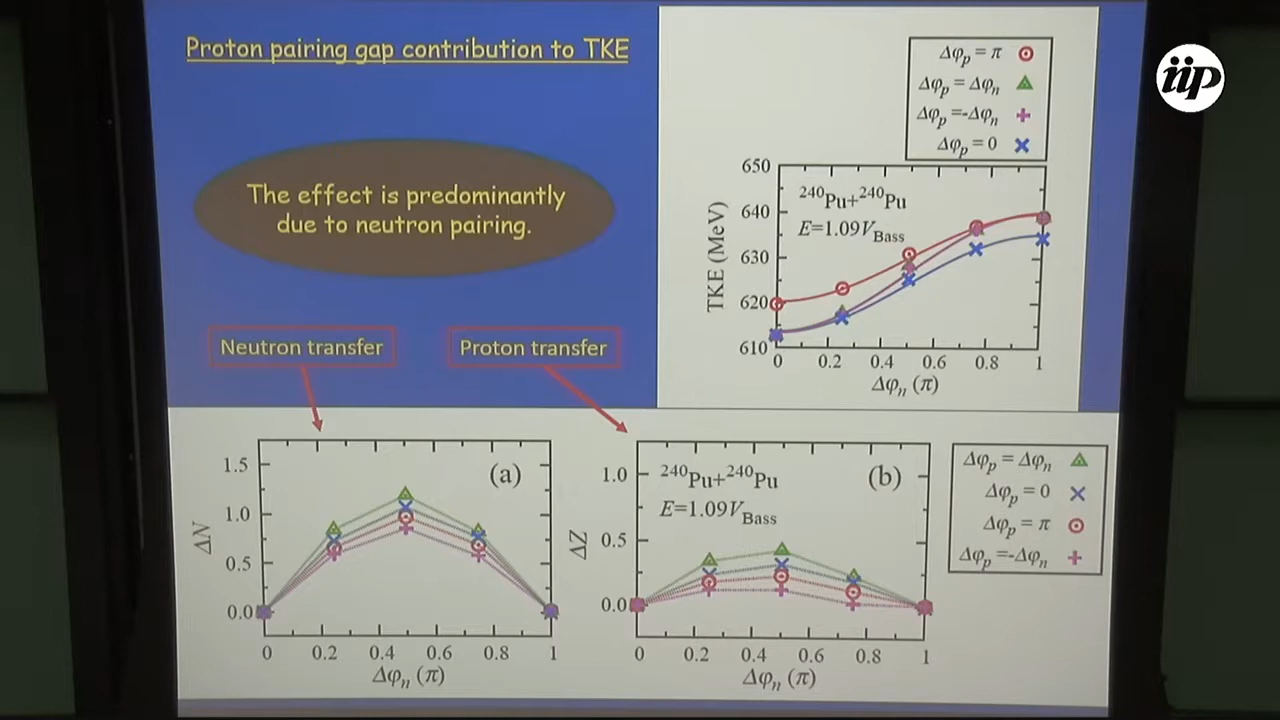 Proton pairing gap contribution to TKE
iip
The effect is predominantly
due to neutron pairing.
Neutron transfer
Proton transfer
Δφp = π
Δφp = Δφn
Δφp =-Δφn
Δφp = 0
650
640
630
620
610
TKE (MeV)
240Pu+240Pu
E=1.09VBass
0 0.2 0.4 0.6 0.8 1
Δφn (π)
1.5
1.0
0.5
0.0
ΔN
(a)
0 0.2 0.4 0.6 0.8 1
Δφn (π)
1.0
0.5
0.0
ΔZ
240Pu+240Pu
E=1.09VBass
(b)
0 0.2 0.4 0.6 0.8 1
Δφn (π)
Δφp = Δφn
Δφp = 0
Δφp = π
Δφp =-Δφn